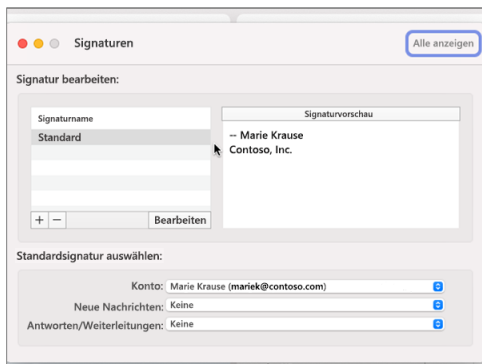 Signaturen
Alle anzeigen
Signatur bearbeiten:
Signaturname
Standard
+ −
Bearbeiten
Signaturvorschau
-- Marie Krause
Contoso, Inc.
Standardsignatur auswählen:
Konto: Marie Krause (mariek@contoso.com)
Neue Nachrichten: Keine
Antworten/Weiterleitungen: Keine